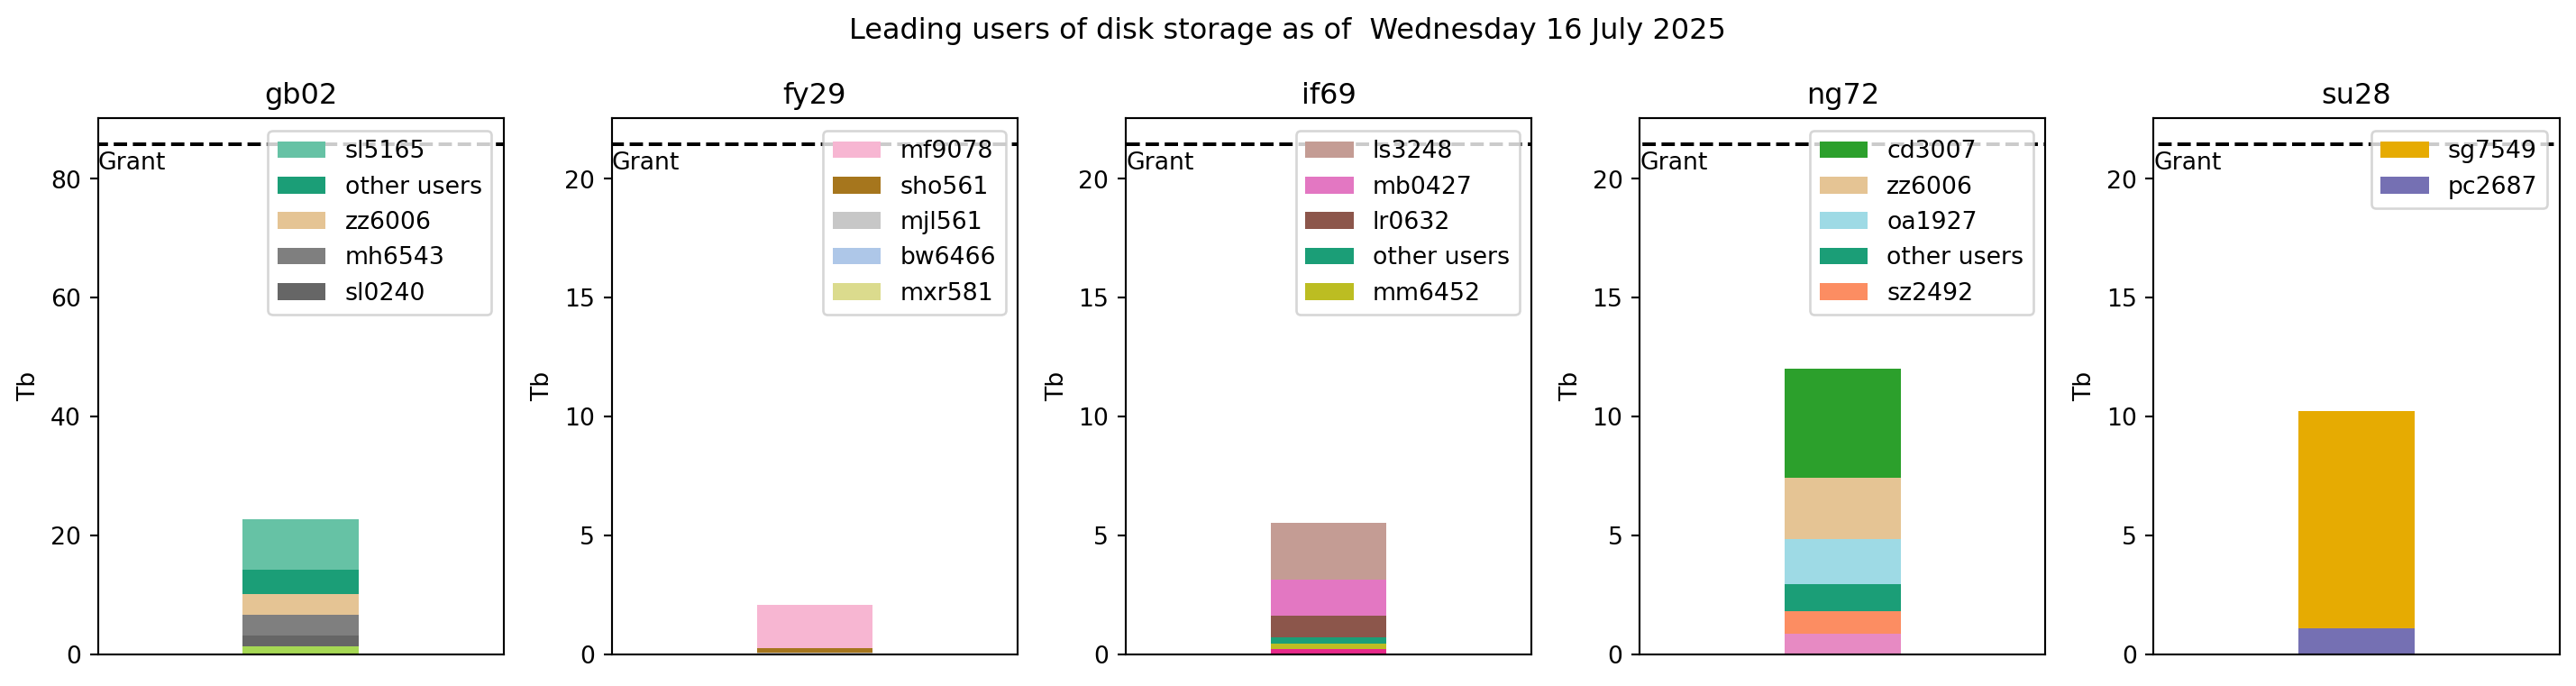 Leading users of disk storage as of  Wednesday 16 July 2025
gb02
Grant
sl5165
other users
zz6006
mh6543
sl0240
80
60
40
20
0
Tb
fy29
Grant
mf9078
sho561
mjl561
bw6466
mxr581
20
15
10
5
0
Tb
if69
Grant
ls3248
mb0427
lr0632
other users
mm6452
20
15
10
5
0
Tb
ng72
Grant
cd3007
zz6006
oa1927
other users
sz2492
20
15
10
5
0
Tb
su28
Grant
sg7549
pc2687
20
15
10
5
0
Tb